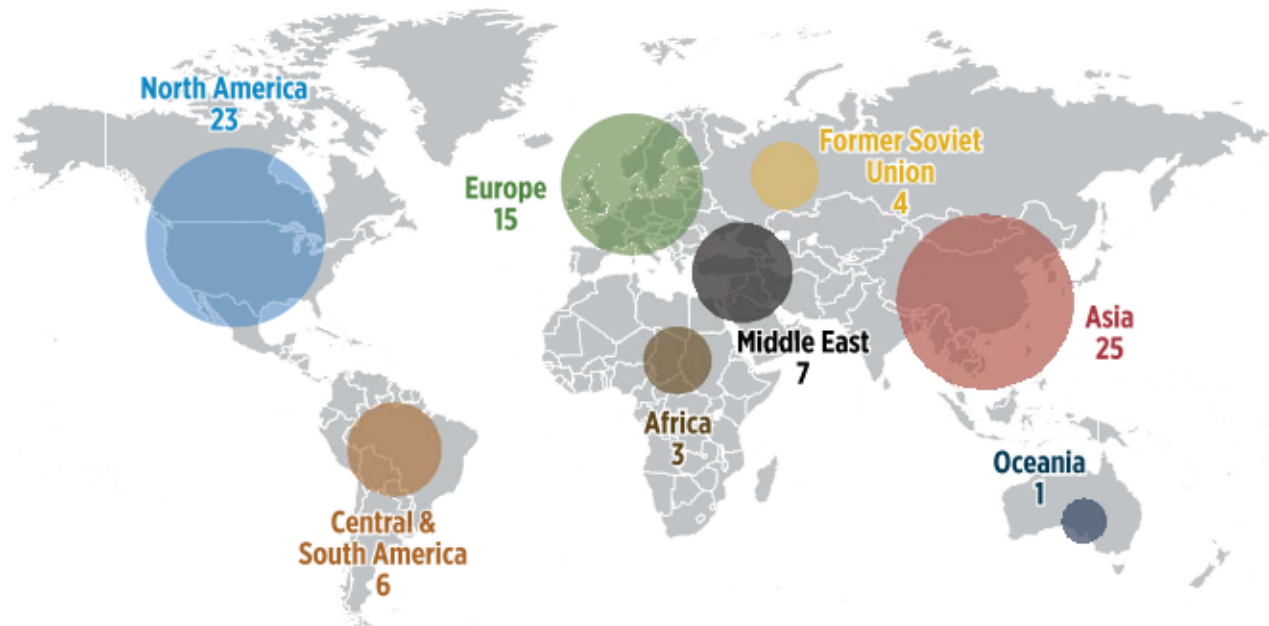 North America
23
Europe
15
Former Soviet
Union
4
Asia
25
Middle East
7
Africa
3
Oceania
1
Central &
South America
6